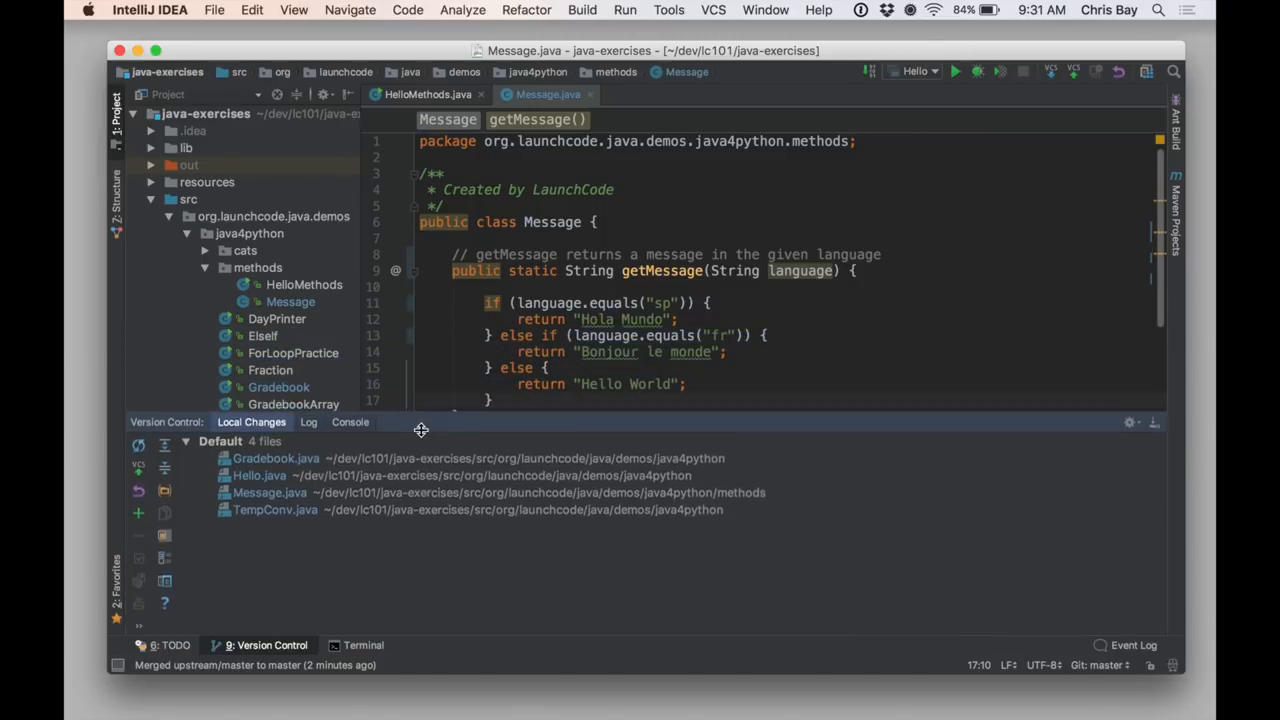 IntelliJ IDEA File Edit View Navigate Code Analyze Refactor Build Run Tools VCS Window Help 84% 9:31 AM Chris Bay
Message.java - java-exercises - [~/dev/lc101/java-exercises]
java-exercises src org launchcode java demos java4python methods Message Hello VCS VCS
1: Project
7: Structure
2: Favorites
Project
java-exercises ~/dev/lc101/java-ex
.idea
lib
out
resources
src
org.launchcode.java.demos
java4python
cats
methods
HelloMethods
Message
DayPrinter
ElseIf
ForLoopPractice
Fraction
Gradebook
GradebookArray
HelloMethods.java Message.java
Message getMessage()
1 package org.launchcode.java.demos.java4python.methods;
2
3 /**
4 * Created by LaunchCode
5 */
6 public class Message {
7
8 // getMessage returns a message in the given language
9 @ public static String getMessage(String language) {
10
11 if (language.equals("sp")) {
12 return "Hola Mundo";
13 } else if (language.equals("fr")) {
14 return "Bonjour le monde";
15 } else {
16 return "Hello World";
17 }
Ant Build
m Maven Projects
Version Control: Local Changes Log Console
Default 4 files
Gradebook.java ~/dev/lc101/java-exercises/src/org/launchcode/java/demos/java4python
Hello.java ~/dev/lc101/java-exercises/src/org/launchcode/java/demos/java4python
Message.java ~/dev/lc101/java-exercises/src/org/launchcode/java/demos/java4python/methods
TempConv.java ~/dev/lc101/java-exercises/src/org/launchcode/java/demos/java4python
VCS
?
6: TODO 9: Version Control Terminal Event Log
Merged upstream/master to master (2 minutes ago) 17:10 LF UTF-8 Git: master